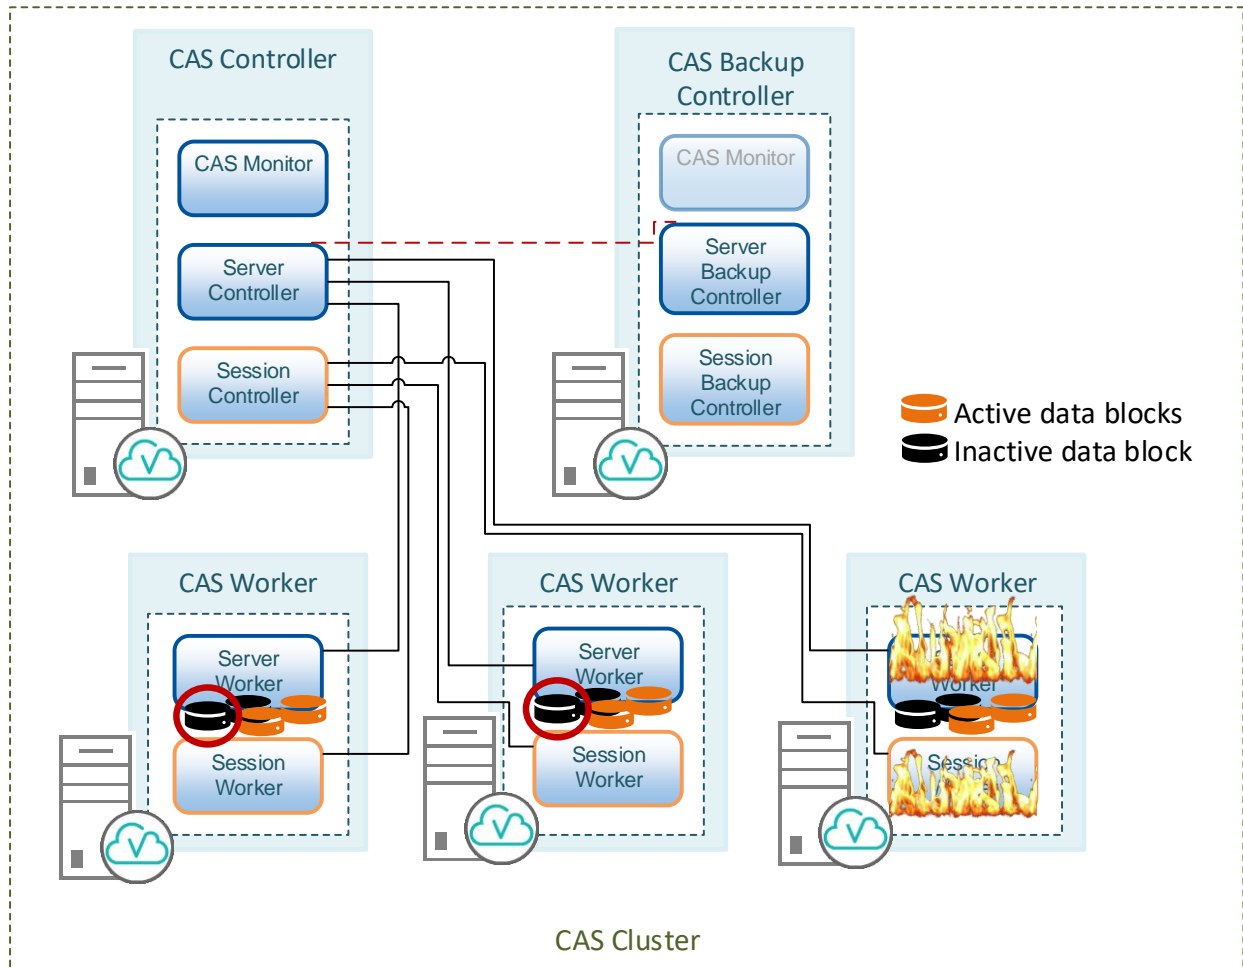 CAS Controller
CAS Monitor
Server
Controller
Session
Controller
CAS Backup
Controller
CAS Monitor
Server
Backup
Controller
Session
Backup
Controller
Active data blocks
Inactive data block
CAS Worker
Server
Worker
Session
Worker
CAS Worker
Server
Worker
Session
Worker
CAS Worker
Worker
Session
CAS Cluster